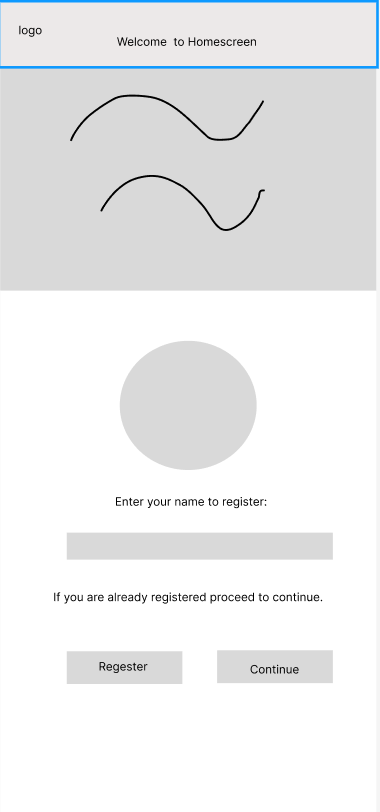 logo
Welcome to Homescreen
Enter your name to register:
If you are already registered proceed to continue.
Regester
Continue